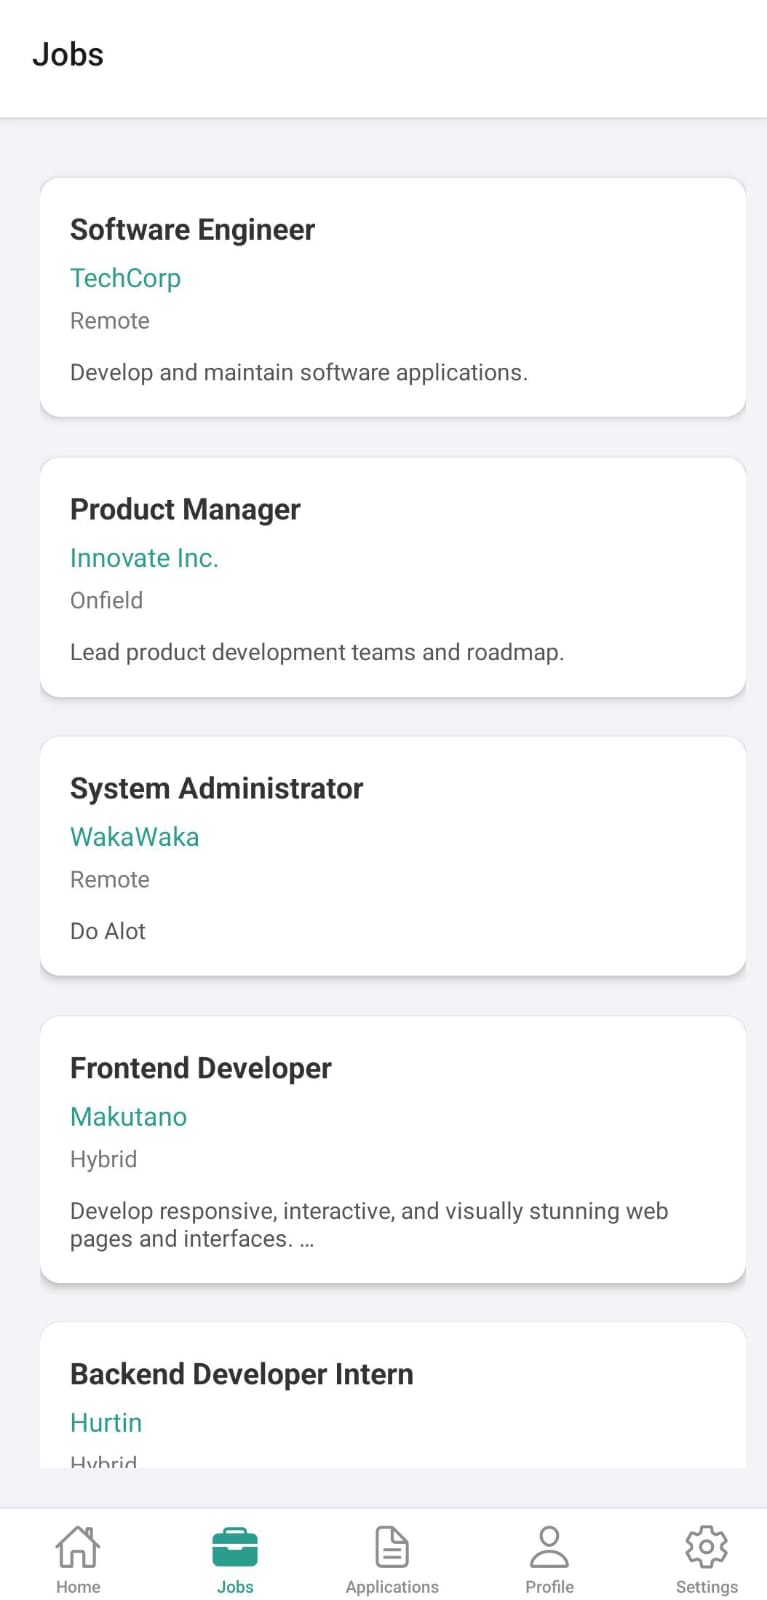 Jobs
Software Engineer
TechCorp
Remote
Develop and maintain software applications.
Product Manager
Innovate Inc.
Onfield
Lead product development teams and roadmap.
System Administrator
WakaWaka
Remote
Do Alot
Frontend Developer
Makutano
Hybrid
Develop responsive, interactive, and visually stunning web
pages and interfaces. ...
Backend Developer Intern
Hurtin
Hybrid
Home
Jobs
Applications
Profile
Settings